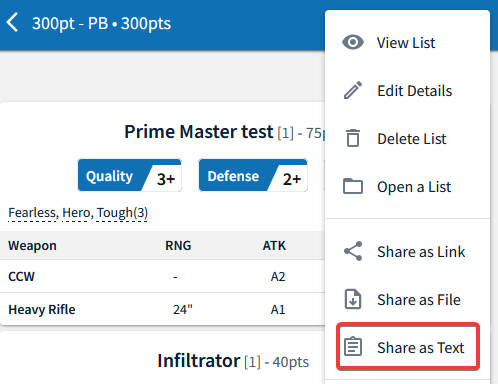 300pt - PB • 300pts
View List
Edit Details
Delete List
Open a List
Share as Link
Share as File
Share as Text
Prime Master test [1] - 75p
Quality 3+ Defense 2+
Fearless, Hero, Tough(3)
Weapon RNG ATK
CCW - A2
Heavy Rifle 24" A1
Infiltrator [1] - 40pts